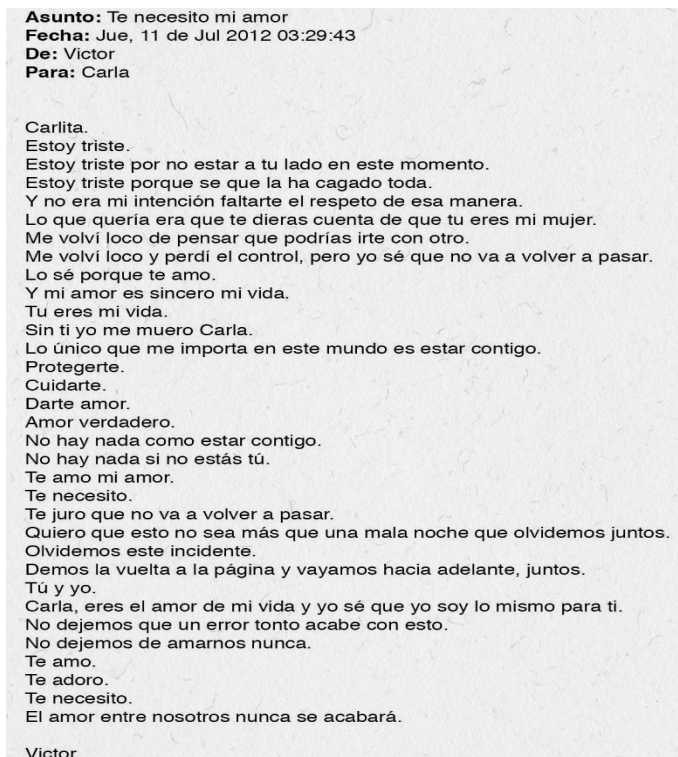 Asunto: Te necesito mi amor
Fecha: Jue, 11 de Jul 2012 03:29:43
De: Victor
Para: Carla
Carlita.
Estoy triste.
Estoy triste por no estar a tu lado en este momento.
Estoy triste porque se que la ha cagado toda.
Y no era mi intención faltarte el respeto de esa manera.
Lo que quería era que te dieras cuenta de que tu eres mi mujer.
Me volví loco de pensar que podrías irte con otro.
Me volví loco y perdí el control, pero yo sé que no va a volver a pasar.
Lo sé porque te amo.
Y mi amor es sincero mi vida.
Tu eres mi vida.
Sin ti yo me muero Carla.
Lo único que me importa en este mundo es estar contigo.
Protegerte.
Cuidarte.
Darte amor.
Amor verdadero.
No hay nada como estar contigo.
No hay nada si no estás tú.
Te amo mi amor.
Te necesito.
Te juro que no va a volver a pasar.
Quiero que esto no sea más que una mala noche que olvidemos juntos.
Olvidemos este incidente.
Demos la vuelta a la página y vayamos hacia adelante, juntos.
Tú y yo.
Carla, eres el amor de mi vida y yo sé que yo soy lo mismo para ti.
No dejemos que un error tonto acabe con esto.
No dejemos de amarnos nunca.
Te amo.
Te adoro.
Te necesito.
El amor entre nosotros nunca se acabará.
Victor